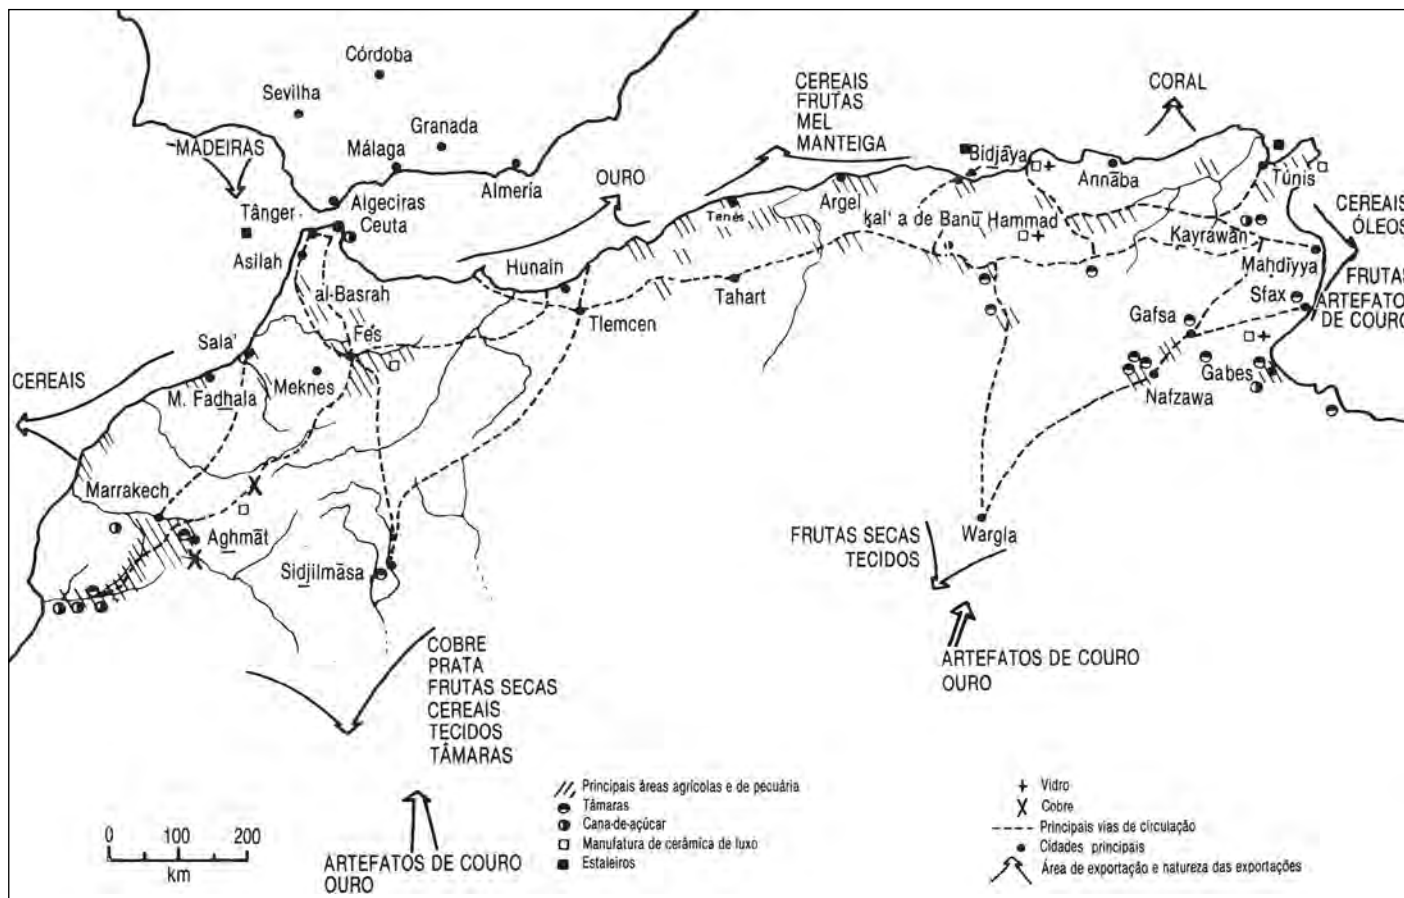 Córdoba
Sevilha
Granada
Málaga
Almería
MADEIRAS
Algeciras
Tânger
Ceuta
Asilah
al-Basrah
Fés
Sala'
M. Fadhala
Meknes
CEREAIS
Marrakech
Aghmāt
Sidjilmāsa
OURO
Hunain
Tlemcen
CEREAIS
FRUTAS
MEL
MANTEIGA
Tenés
Argel
Tahart
Bidjāya
kal' a de Banū Hammad
CORAL
Annāba
Túnis
Kayrawān
CEREAIS
ÓLEOS
Mahdīyya
Sfax
FRUTAS
ARTEFATOS
DE COURO
Gafsa
Gabes
Nafzawa
Wargla
FRUTAS SECAS
TECIDOS
ARTEFATOS DE COURO
OURO
COBRE
PRATA
FRUTAS SECAS
CEREAIS
TECIDOS
TÂMARAS
ARTEFATOS DE COURO
OURO
0 100 200
km
Principais áreas agrícolas e de pecuária
Tâmaras
Cana-de-açúcar
Manufatura de cerâmica de luxo
Estaleiros
Vidro
Cobre
Principais vias de circulação
Cidades principais
Área de exportação e natureza das exportações